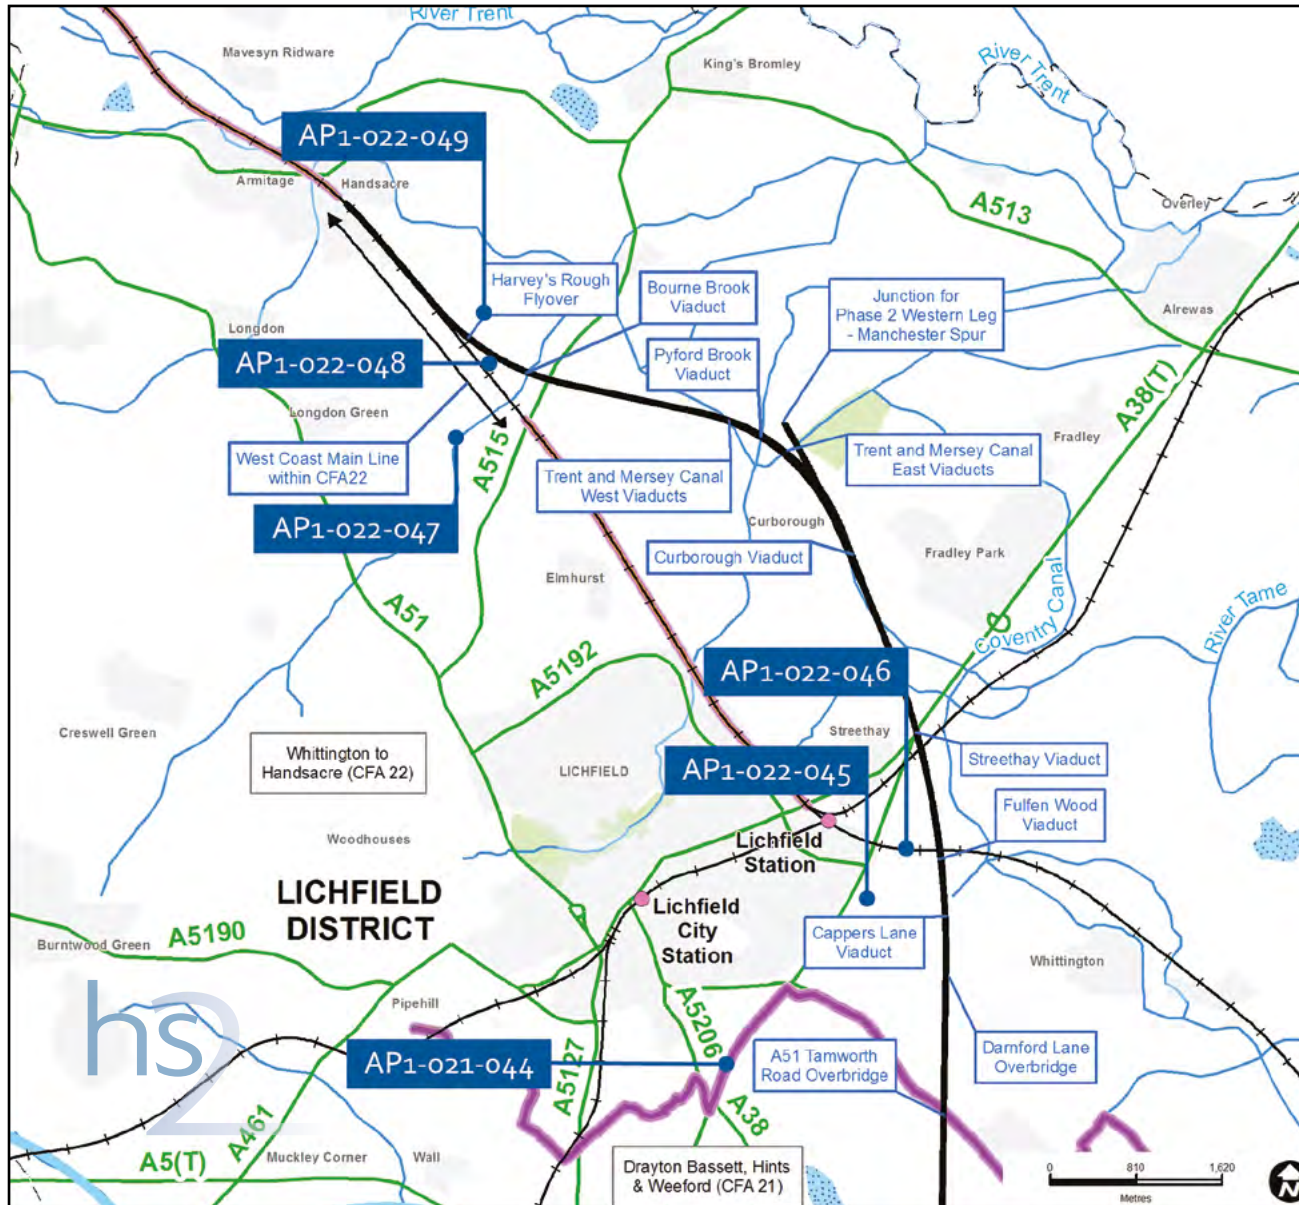 River Trent
Mavesyn Ridware
King's Bromley
River Trent
AP1-022-049
Armitage
Handsacre
A513
Overley
Harvey's Rough
Flyover
Bourne Brook
Viaduct
Junction for
Phase 2 Western Leg
- Manchester Spur
Alrewas
Longdon
AP1-022-048
Pyford Brook
Viaduct
A38(T)
Longdon Green
A515
Fradley
West Coast Main Line
within CFA22
Trent and Mersey Canal
West Viaducts
Trent and Mersey Canal
East Viaducts
AP1-022-047
Curborough
Fradley Park
Curborough Viaduct
Elmhurst
A51
Coventry Canal
River Tame
A5192
AP1-022-046
Creswell Green
Streethay
Whittington to
Handsacre (CFA 22)
LICHFIELD
AP1-022-045
Streethay Viaduct
Fulfen Wood
Viaduct
Woodhouses
Lichfield
Station
LICHFIELD
DISTRICT
Lichfield
City
Station
Cappers Lane
Viaduct
A5190
Burntwood Green
Whittington
hs2
Pipehill
A5206
AP1-021-044
A5127
A51 Tamworth
Road Overbridge
Darnford Lane
Overbridge
A38
A461
A5(T)
Muckley Corner
Wall
Drayton Bassett, Hints
& Weeford (CFA 21)
0 810 1,620
Metres
N